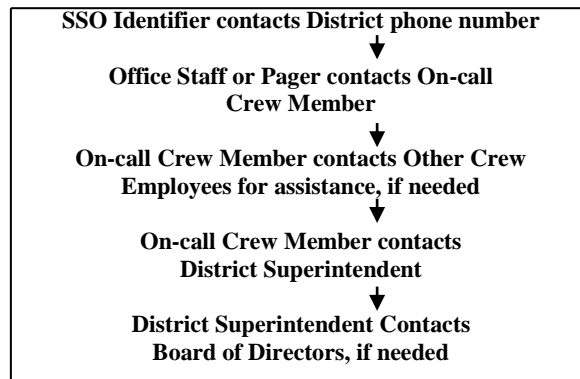 SSO Identifier contacts District phone number
Office Staff or Pager contacts On-call
Crew Member
On-call Crew Member contacts Other Crew
Employees for assistance, if needed
On-call Crew Member contacts
District Superintendent
District Superintendent Contacts
Board of Directors, if needed